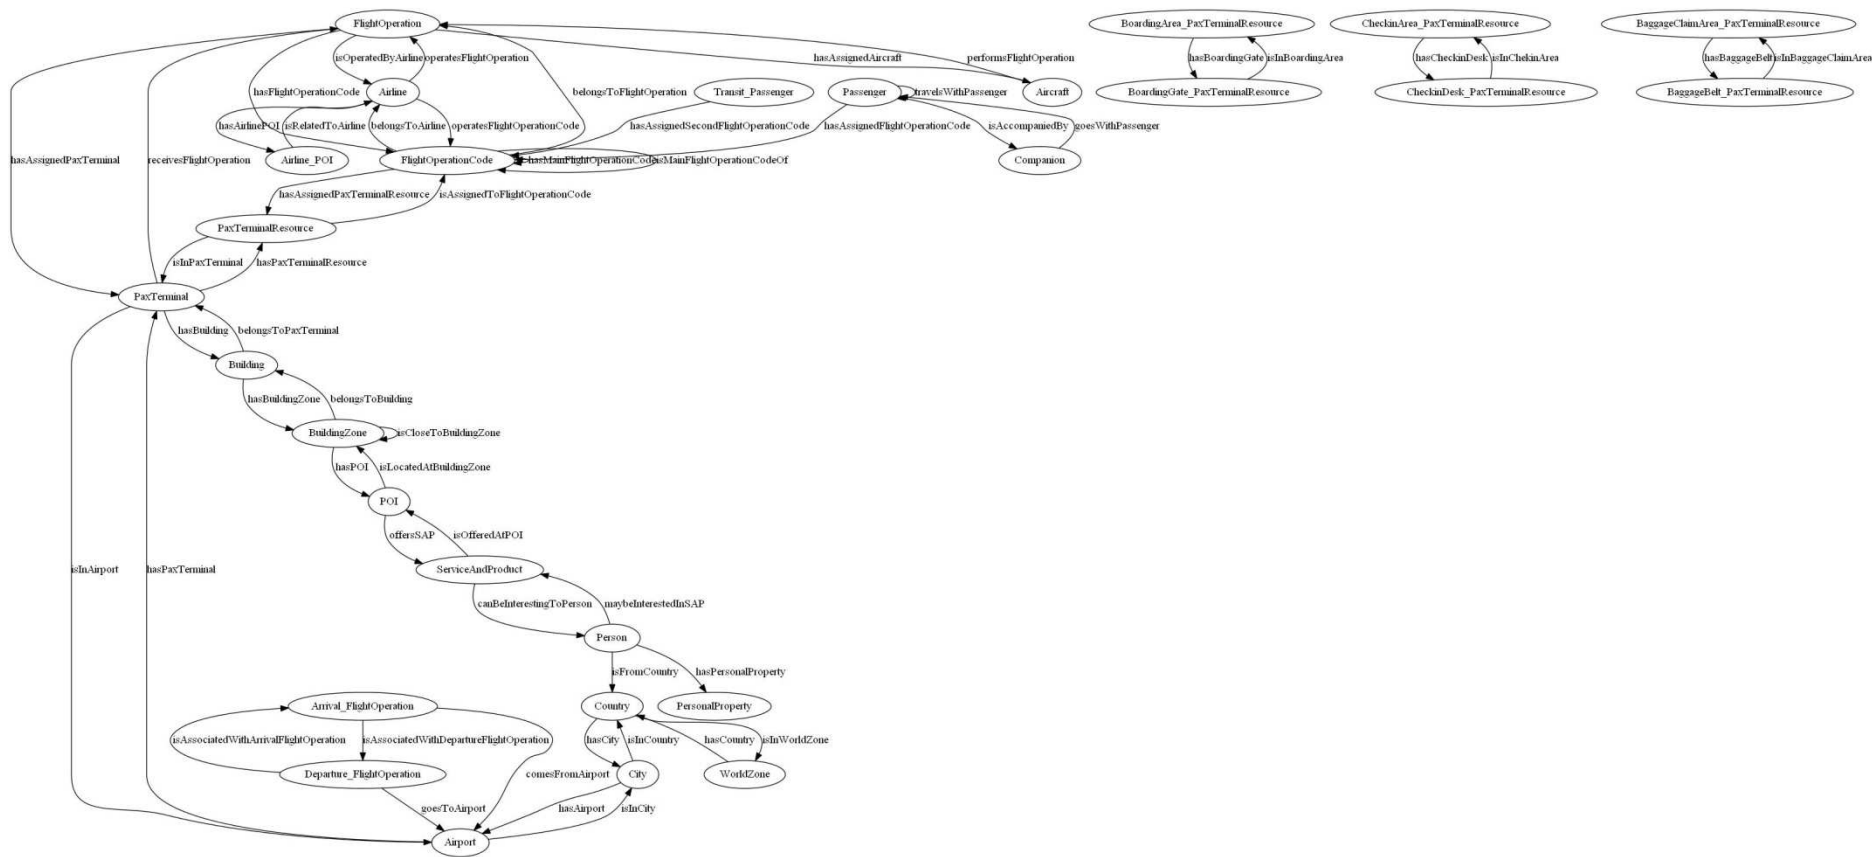 FlightOperation
BoardingArea_PaxTerminalResource
CheckinArea_PaxTerminalResource
BaggageClaimArea_PaxTerminalResource
isOperatedByAirline
operatesFlightOperation
hasAssignedAircraft
performsFlightOperation
hasBoardingGate
isInBoardingArea
hasCheckinDesk
isInChekinArea
hasBaggageBelt
isInBaggageClaimArea
hasFlightOperationCode
Airline
belongsToFlightOperation
Transit_Passenger
Passenger
travelsWithPassenger
Aircraft
BoardingGate_PaxTerminalResource
CheckinDesk_PaxTerminalResource
BaggageBelt_PaxTerminalResource
hasAirlinePOI
isRelatedToAirline
belongsToAirline
operatesFlightOperationCode
hasAssignedSecondFlightOperationCode
hasAssignedFlightOperationCode
isAccompaniedBy
goesWithPassenger
hasAssignedPaxTerminal
receivesFlightOperation
Airline_POI
FlightOperationCode
hasMainFlightOperationCode
isMainFlightOperationCodeOf
Companion
hasAssignedPaxTerminalResource
isAssignedToFlightOperationCode
PaxTerminalResource
isInPaxTerminal
hasPaxTerminalResource
PaxTerminal
hasBuilding
belongsToPaxTerminal
Building
hasBuildingZone
belongsToBuilding
BuildingZone
isCloseToBuildingZone
hasPOI
isLocatedAtBuildingZone
POI
offersSAP
isOfferedAtPOI
isInAirport
hasPaxTerminal
ServiceAndProduct
canBeInterestingToPerson
maybeInterestedInSAP
Person
isFromCountry
hasPersonalProperty
Arrival_FlightOperation
Country
PersonalProperty
isAssociatedWithArrivalFlightOperation
isAssociatedWithDepartureFlightOperation
hasCity
isInCountry
hasCountry
isInWorldZone
Departure_FlightOperation
comesFromAirport
City
WorldZone
goesToAirport
hasAirport
isInCity
Airport